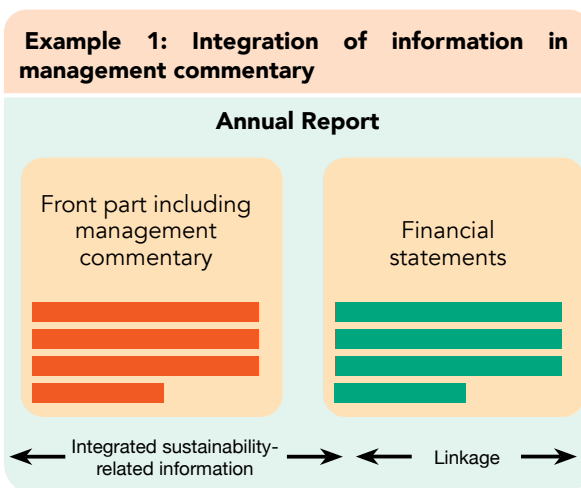 Example 1: Integration of information in
management commentary
Annual Report
Front part including
management
commentary
Financial
statements
Integrated sustainability-
related information
Linkage